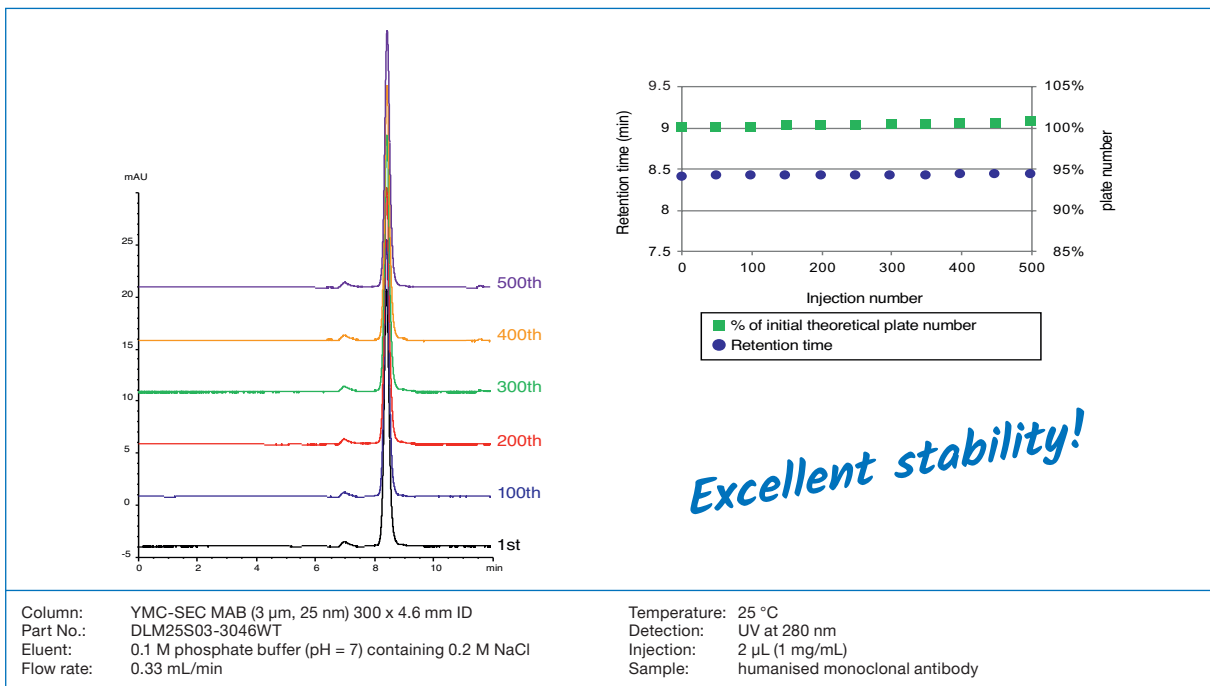 mAU
25
20
15
10
5
0
-5
0
2
4
6
8
10
min
500th
400th
300th
200th
100th
1st
Retention time (min)
9.5
9
8.5
8
7.5
105%
100%
95%
90%
85%
plate number
0
100
200
300
400
500
Injection number
% of initial theoretical plate number
Retention time
Excellent stability!
Column: YMC-SEC MAB (3 µm, 25 nm) 300 x 4.6 mm ID
Part No.: DLM25S03-3046WT
Eluent: 0.1 M phosphate buffer (pH = 7) containing 0.2 M NaCl
Flow rate: 0.33 mL/min
Temperature: 25 °C
Detection: UV at 280 nm
Injection: 2 µL (1 mg/mL)
Sample: humanised monoclonal antibody